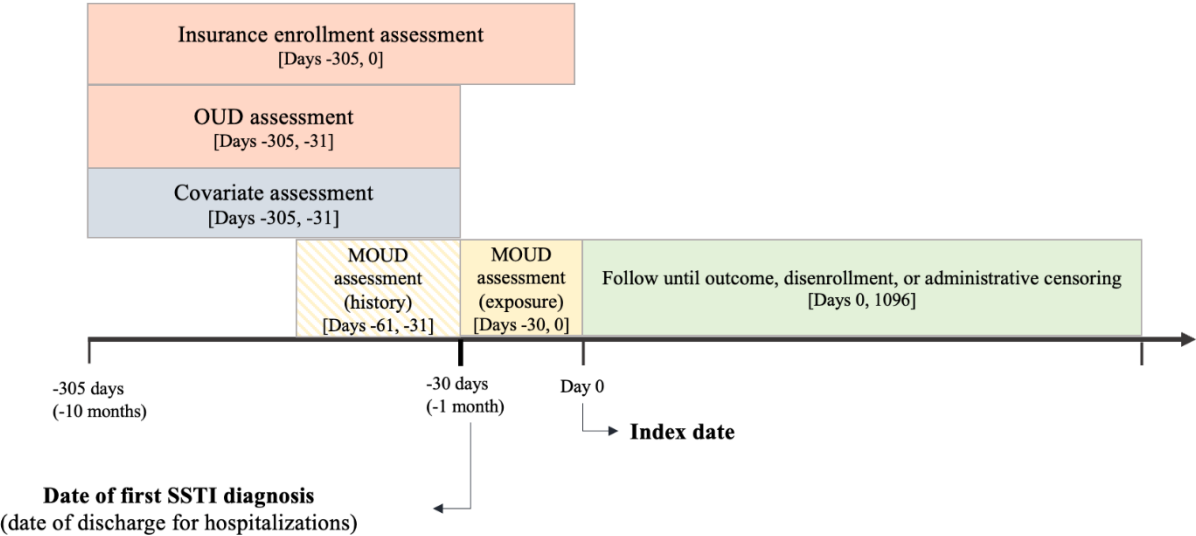 Insurance enrollment assessment
[Days -305, 0]
OUD assessment
[Days -305, -31]
Covariate assessment
[Days -305, -31]
MOUD
assessment
(history)
[Days -61, -31]
MOUD
assessment
(exposure)
[Days -30, 0]
Follow until outcome, disenrollment, or administrative censoring
[Days 0, 1096]
-305 days
(-10 months)
-30 days
(-1 month)
Day 0
Index date
Date of first SSTI diagnosis
(date of discharge for hospitalizations)